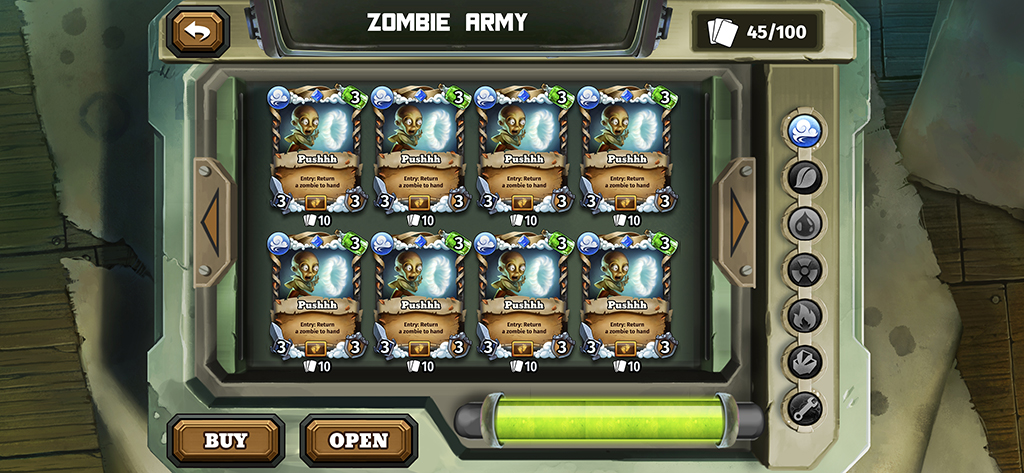 ZOMBIE ARMY
45/100
3 3 3 3
Pushhh Pushhh Pushhh Pushhh
Entry: Return Entry: Return Entry: Return Entry: Return
a zombie to hand a zombie to hand a zombie to hand a zombie to hand
3 3 3 3 3 3 3 3
10 10 10 10
3 3 3 3
Pushhh Pushhh Pushhh Pushhh
Entry: Return Entry: Return Entry: Return Entry: Return
a zombie to hand a zombie to hand a zombie to hand a zombie to hand
3 3 3 3 3 3 3 3
10 10 10 10
BUY OPEN